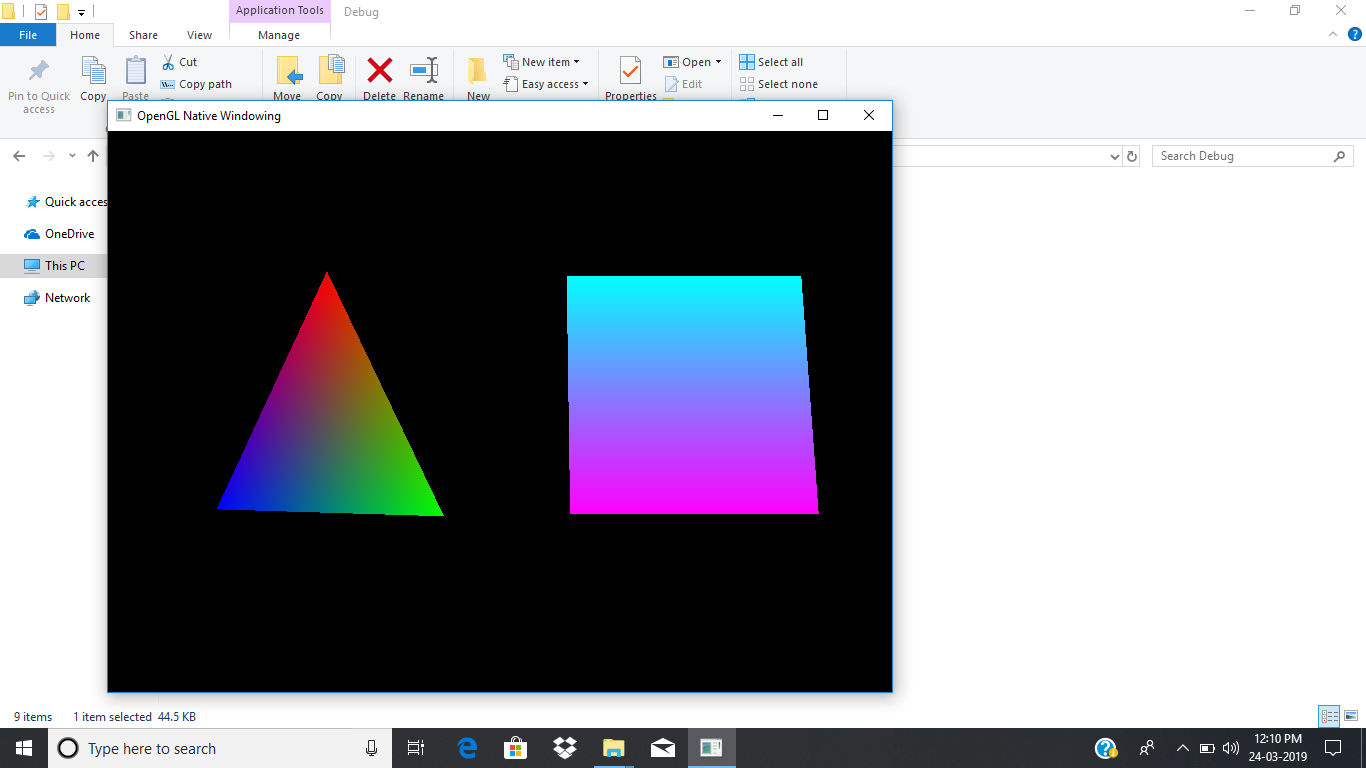 Application Tools
Debug
File
Home
Share
View
Manage
Pin to Quick
access
Copy
Paste
Cut
Copy path
Move
Copy
Delete
Rename
New
New item
Easy access
Properties
Open
Edit
Select all
Select none
OpenGL Native Windowing
Search Debug
Quick acces
OneDrive
This PC
Network
9 items
1 item selected 44.5 KB
Type here to search
12:10 PM
24-03-2019